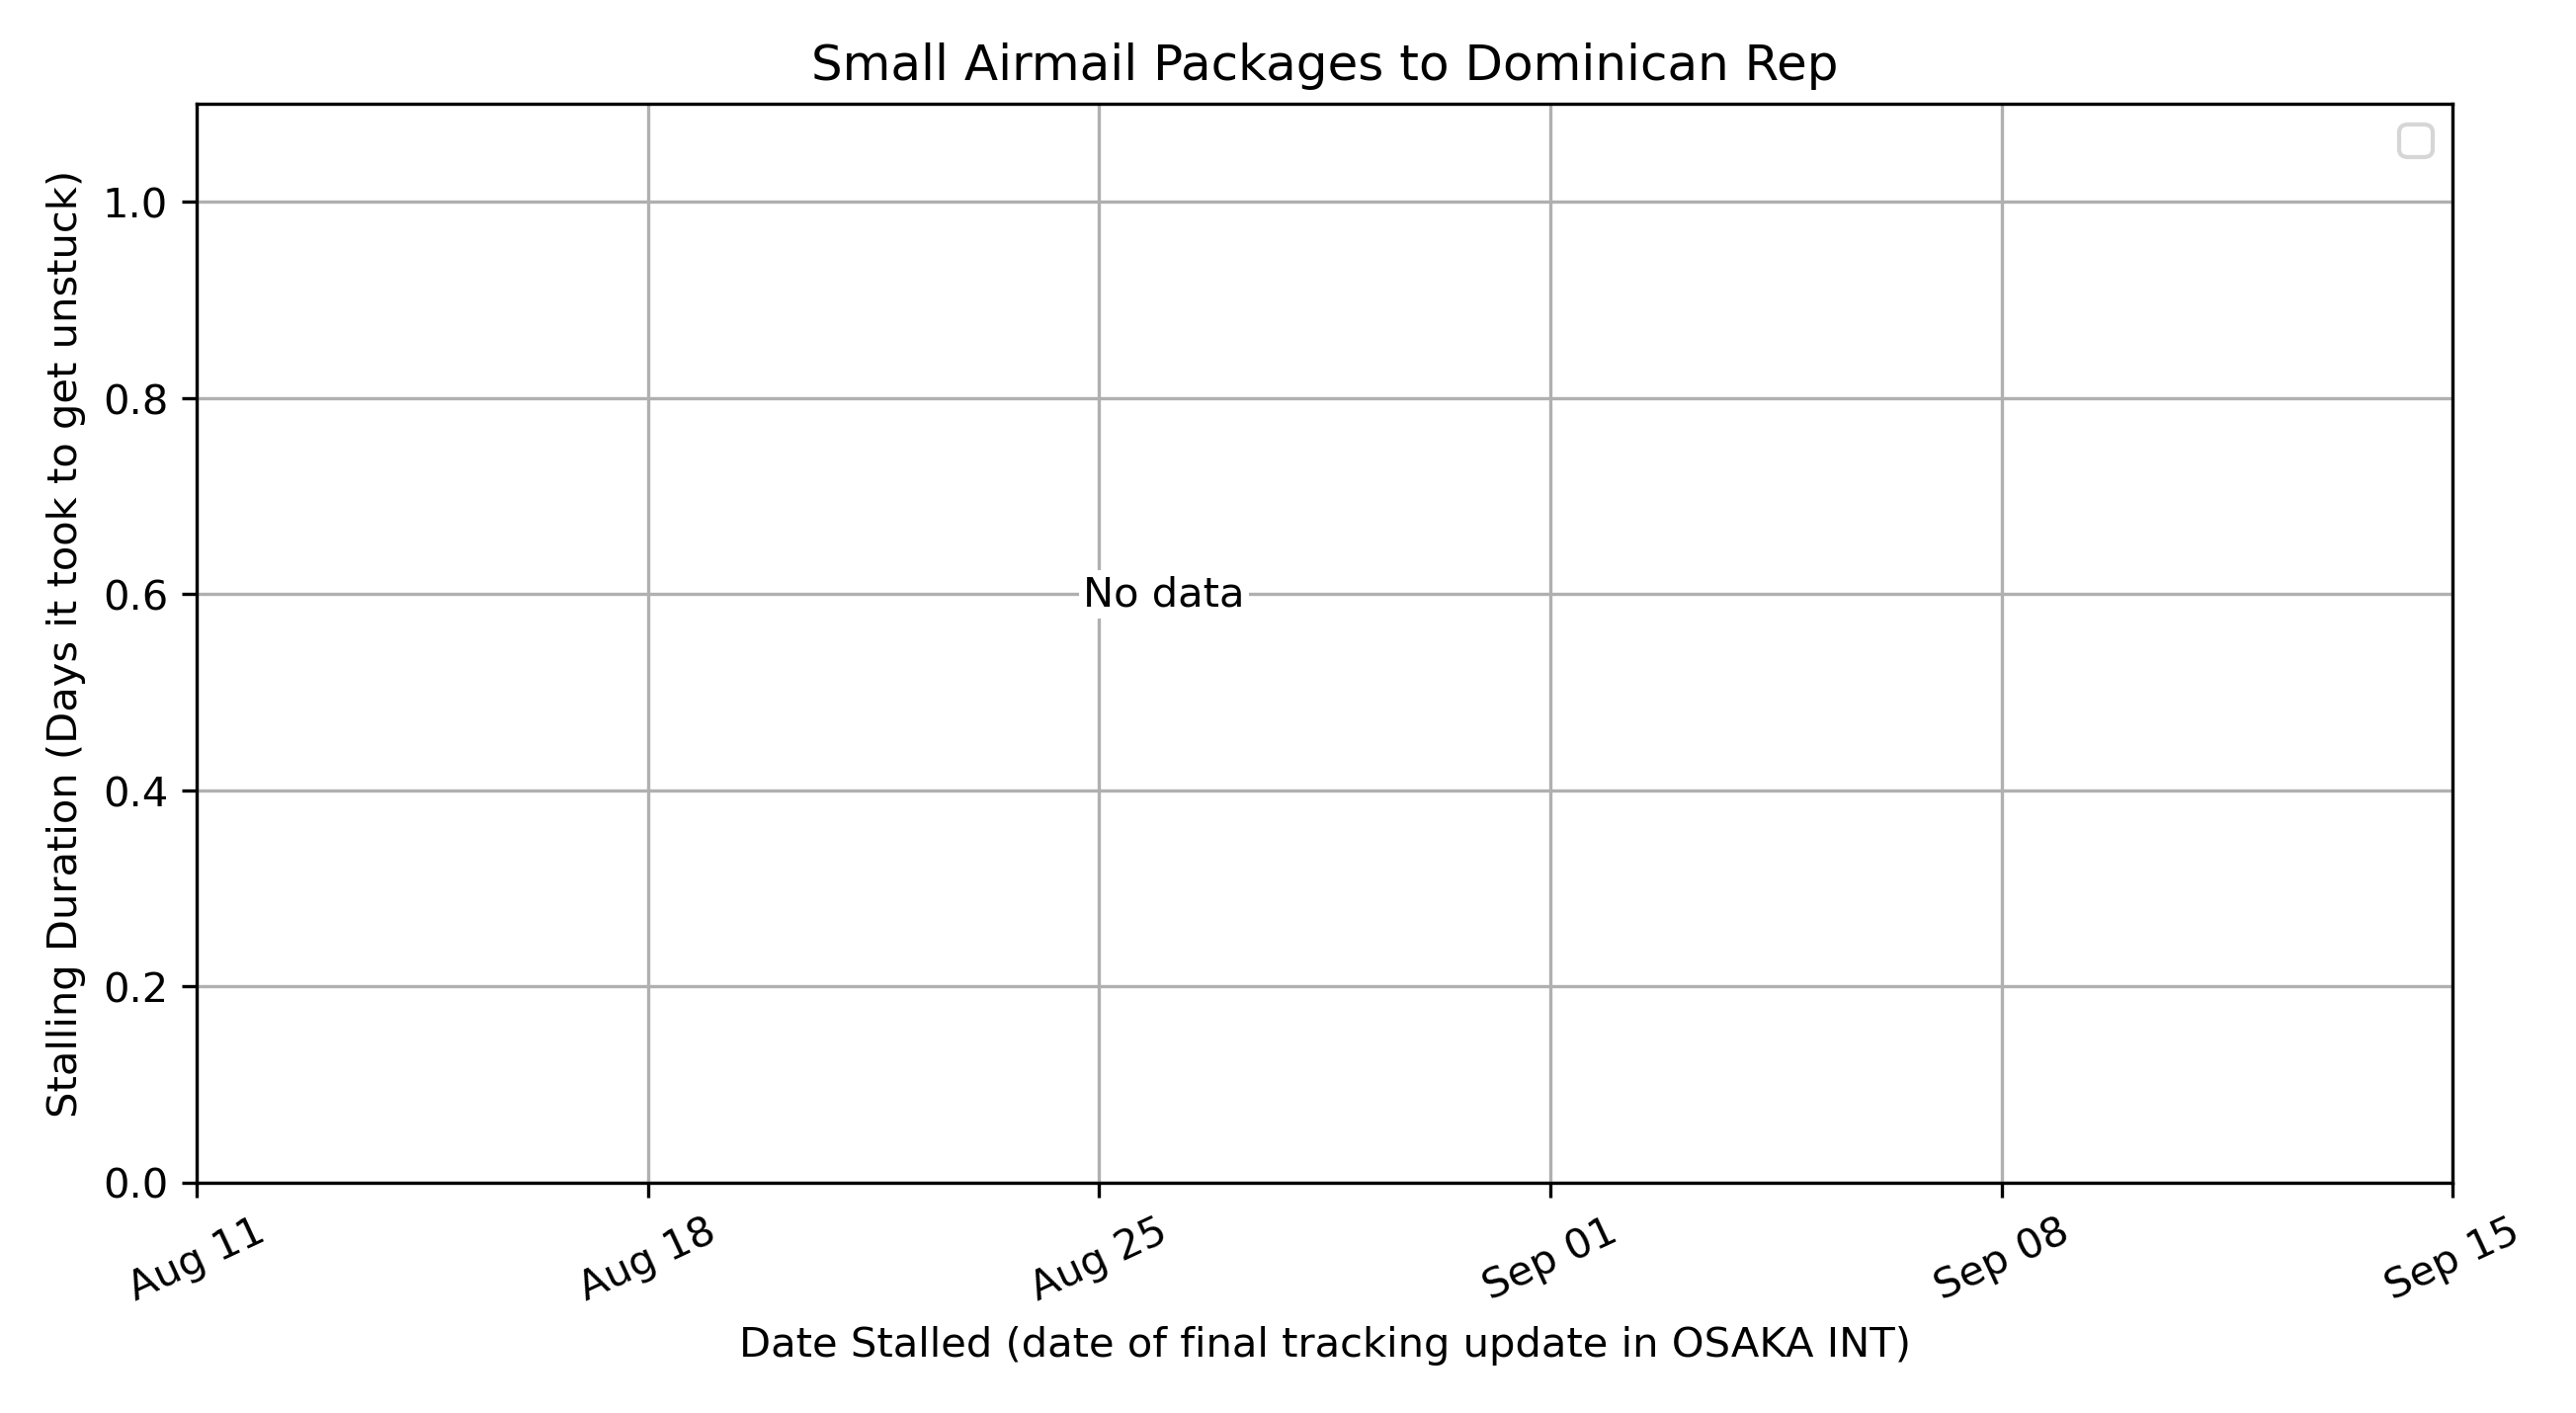 Small Airmail Packages to Dominican Rep
Stalling Duration (Days it took to get unstuck)
1.0
0.8
0.6
0.4
0.2
0.0
No data
Aug 11
Aug 18
Aug 25
Sep 01
Sep 08
Sep 15
Date Stalled (date of final tracking update in OSAKA INT)